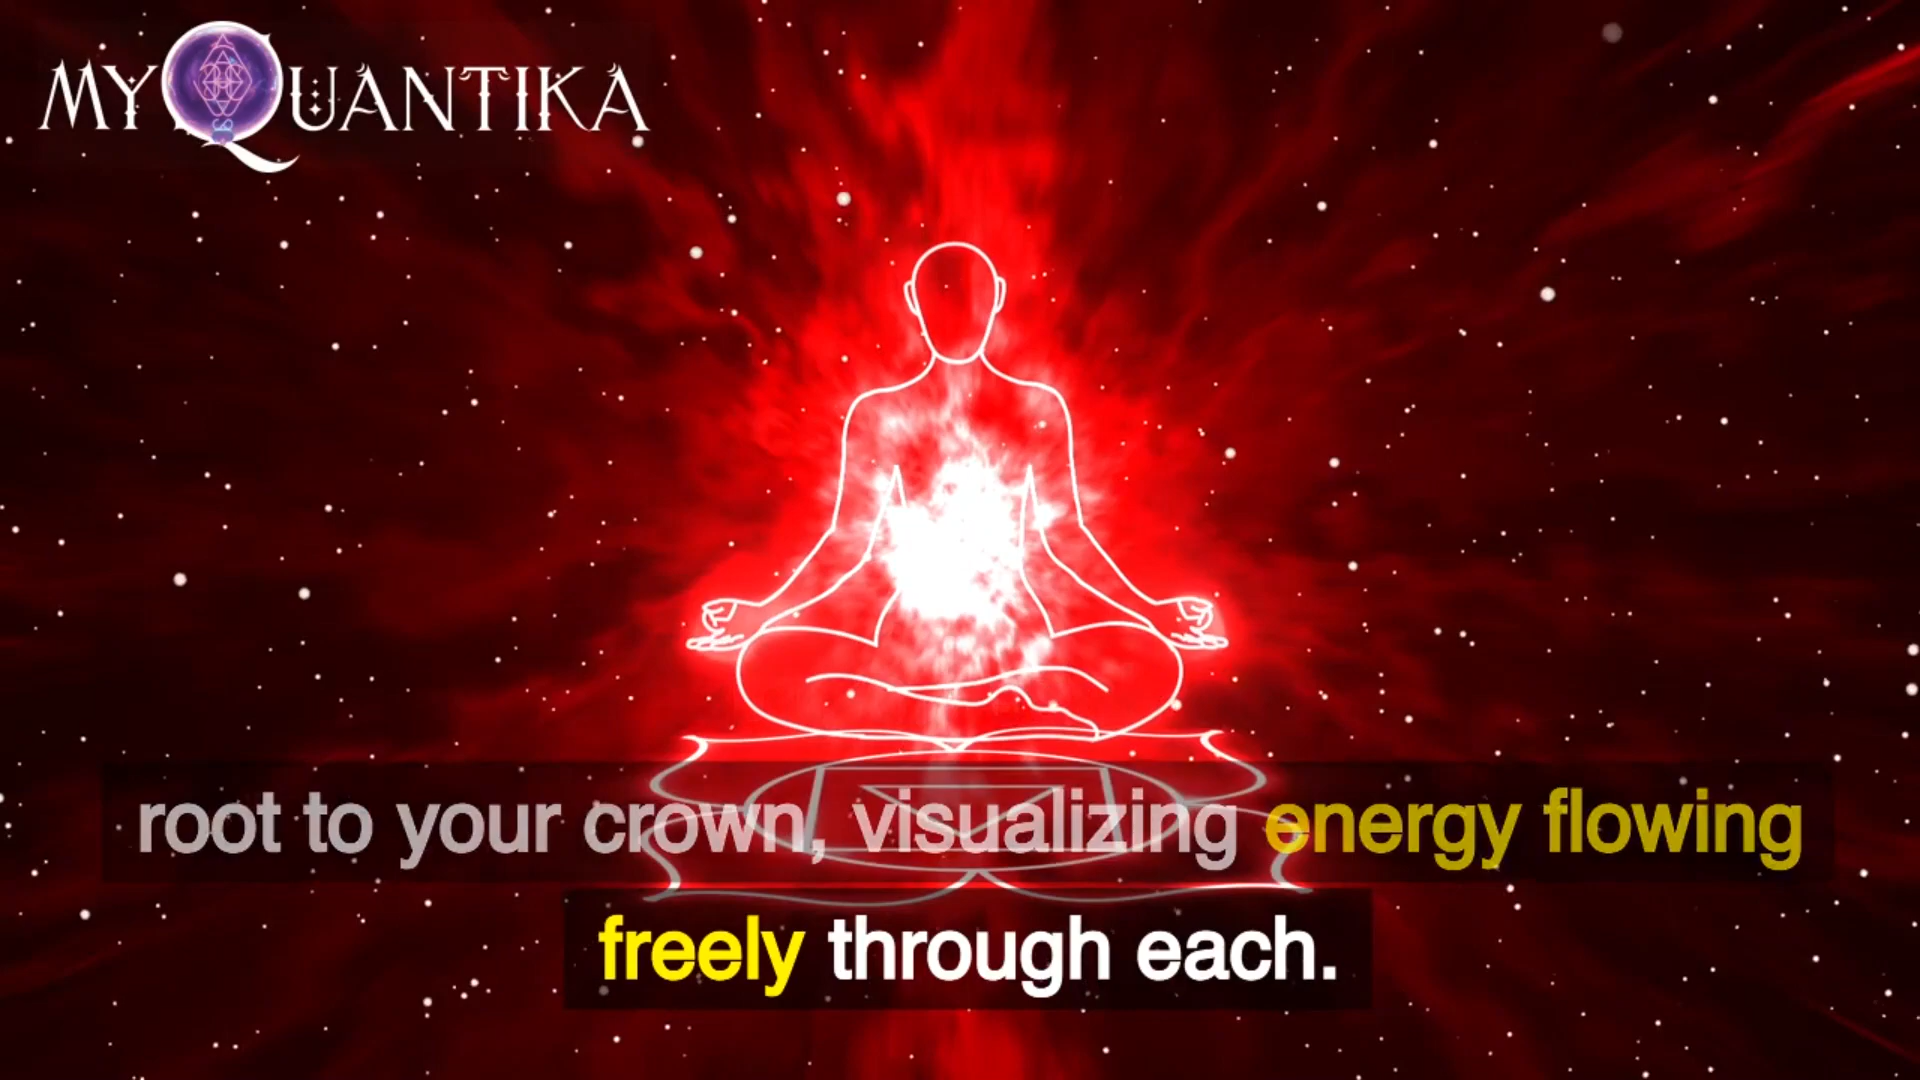 MYQUANTIKA
root to your crown, visualizing energy flowing
freely through each.